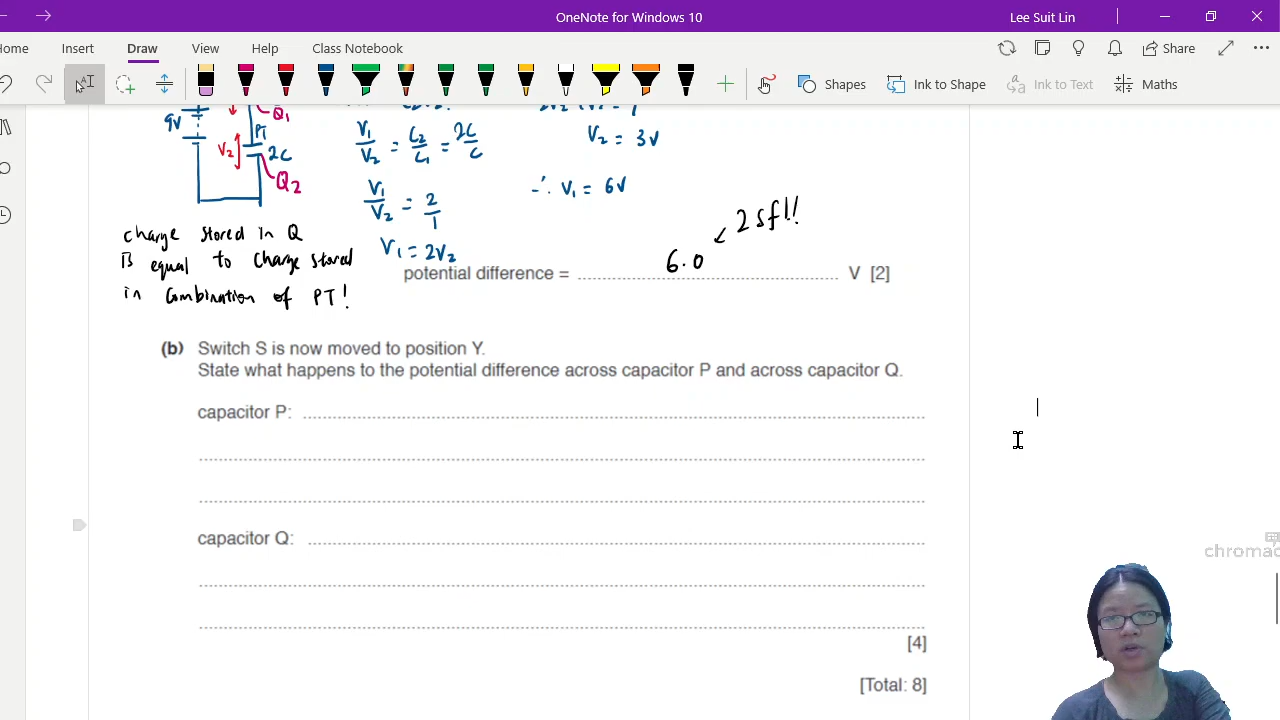 OneNote for Windows 10
Lee Suit Lin
Home Insert Draw View Help Class Notebook
Share
Shapes Ink to Shape Ink to Text Maths
9V
Q1
PT
V2
2C
Q2
V1/V2 = C2/C1 = 2C/C
V1/V2 = 2/1
V1 = 2V2
V2 = 3V
∴ V1 = 6V
charge stored in Q
is equal to charge stored
in combination of PT!
2sf!!
6.0
potential difference = ........ V [2]
(b) Switch S is now moved to position Y.
State what happens to the potential difference across capacitor P and across capacitor Q.
capacitor P:
capacitor Q:
[4]
[Total: 8]
chromac